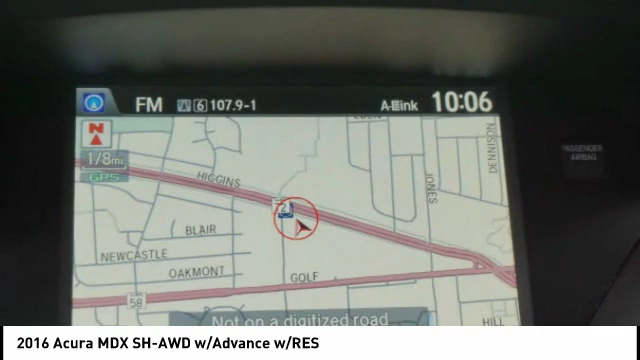 FM 6 107.9-1 A-Link 10:06
N
1/8mi
GPS
EDEN
DENNISON
JONES
HIGGINS
BLAIR
NEWCASTLE
OAKMONT
GOLF
58
HILL
Not on a digitized road
PASSENGER
AIRBAG
2016 Acura MDX SH-AWD w/Advance w/RES